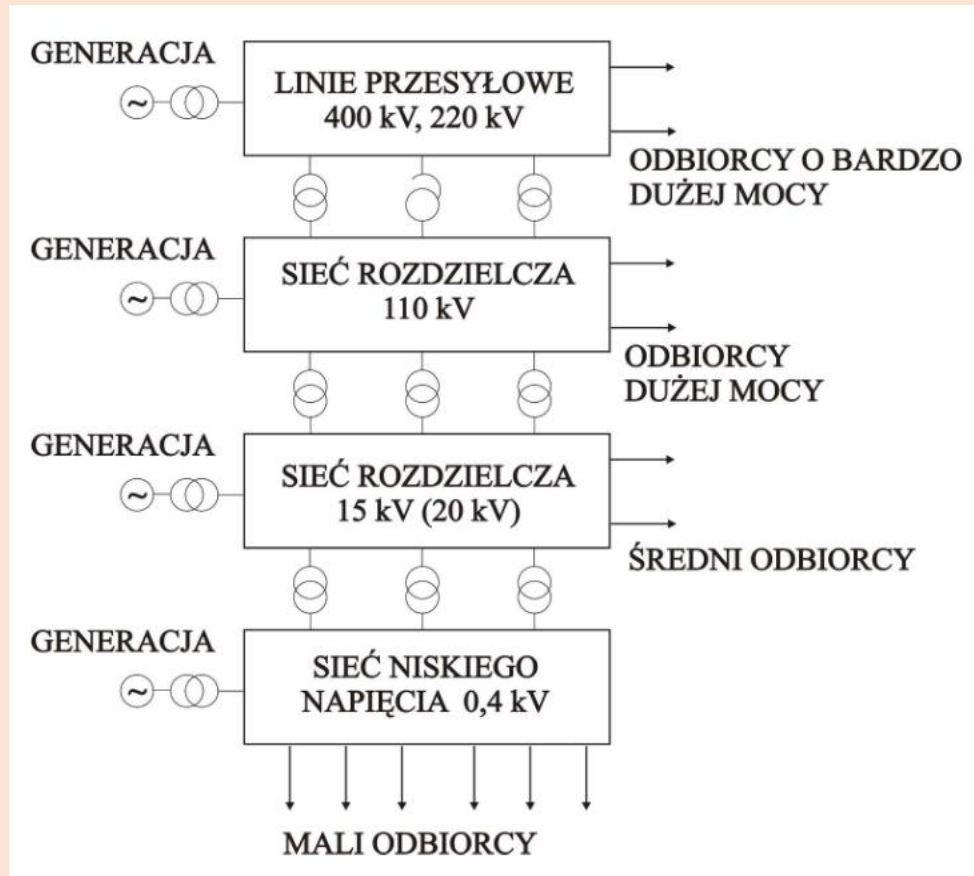 GENERACJA
~
LINIE PRZESYŁOWE
400 kV, 220 kV
ODBIORCY O BARDZO
DUŻEJ MOCY
GENERACJA
~
SIEĆ ROZDZIELCZA
110 kV
ODBIORCY
DUŻEJ MOCY
GENERACJA
~
SIEĆ ROZDZIELCZA
15 kV (20 kV)
ŚREDNI ODBIORCY
GENERACJA
~
SIEĆ NISKIEGO
NAPIĘCIA 0,4 kV
MALI ODBIORCY